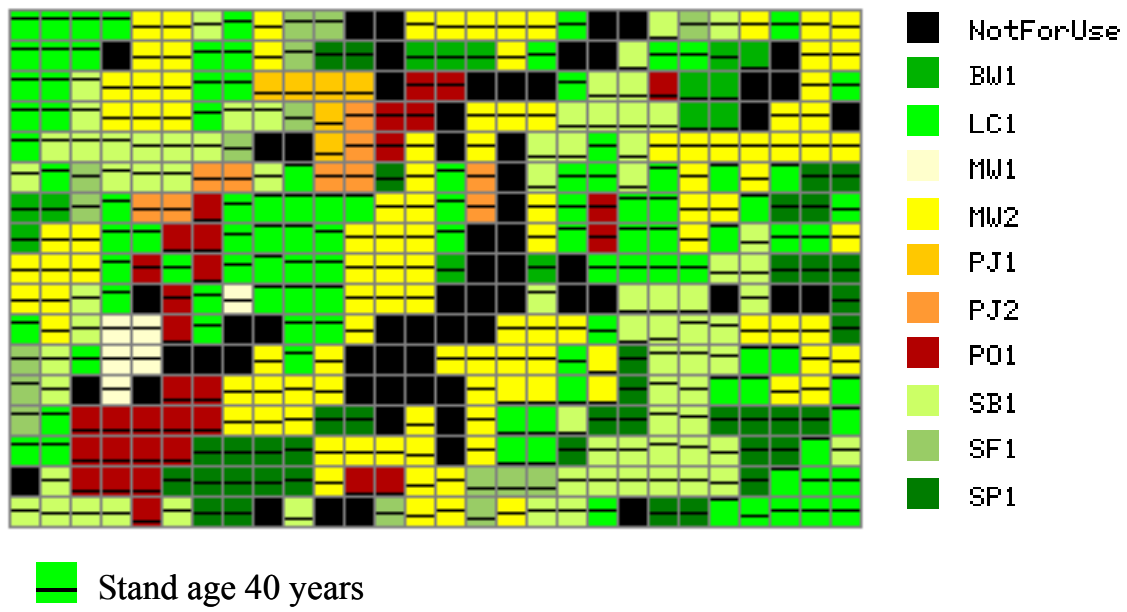 NotForUse
BW1
LC1
MW1
MW2
PJ1
PJ2
PO1
SB1
SF1
SP1
Stand age 40 years